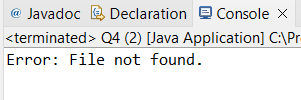 @ Javadoc Declaration Console
<terminated> Q4 (2) [Java Application] C:\Pr
Error: File not found.